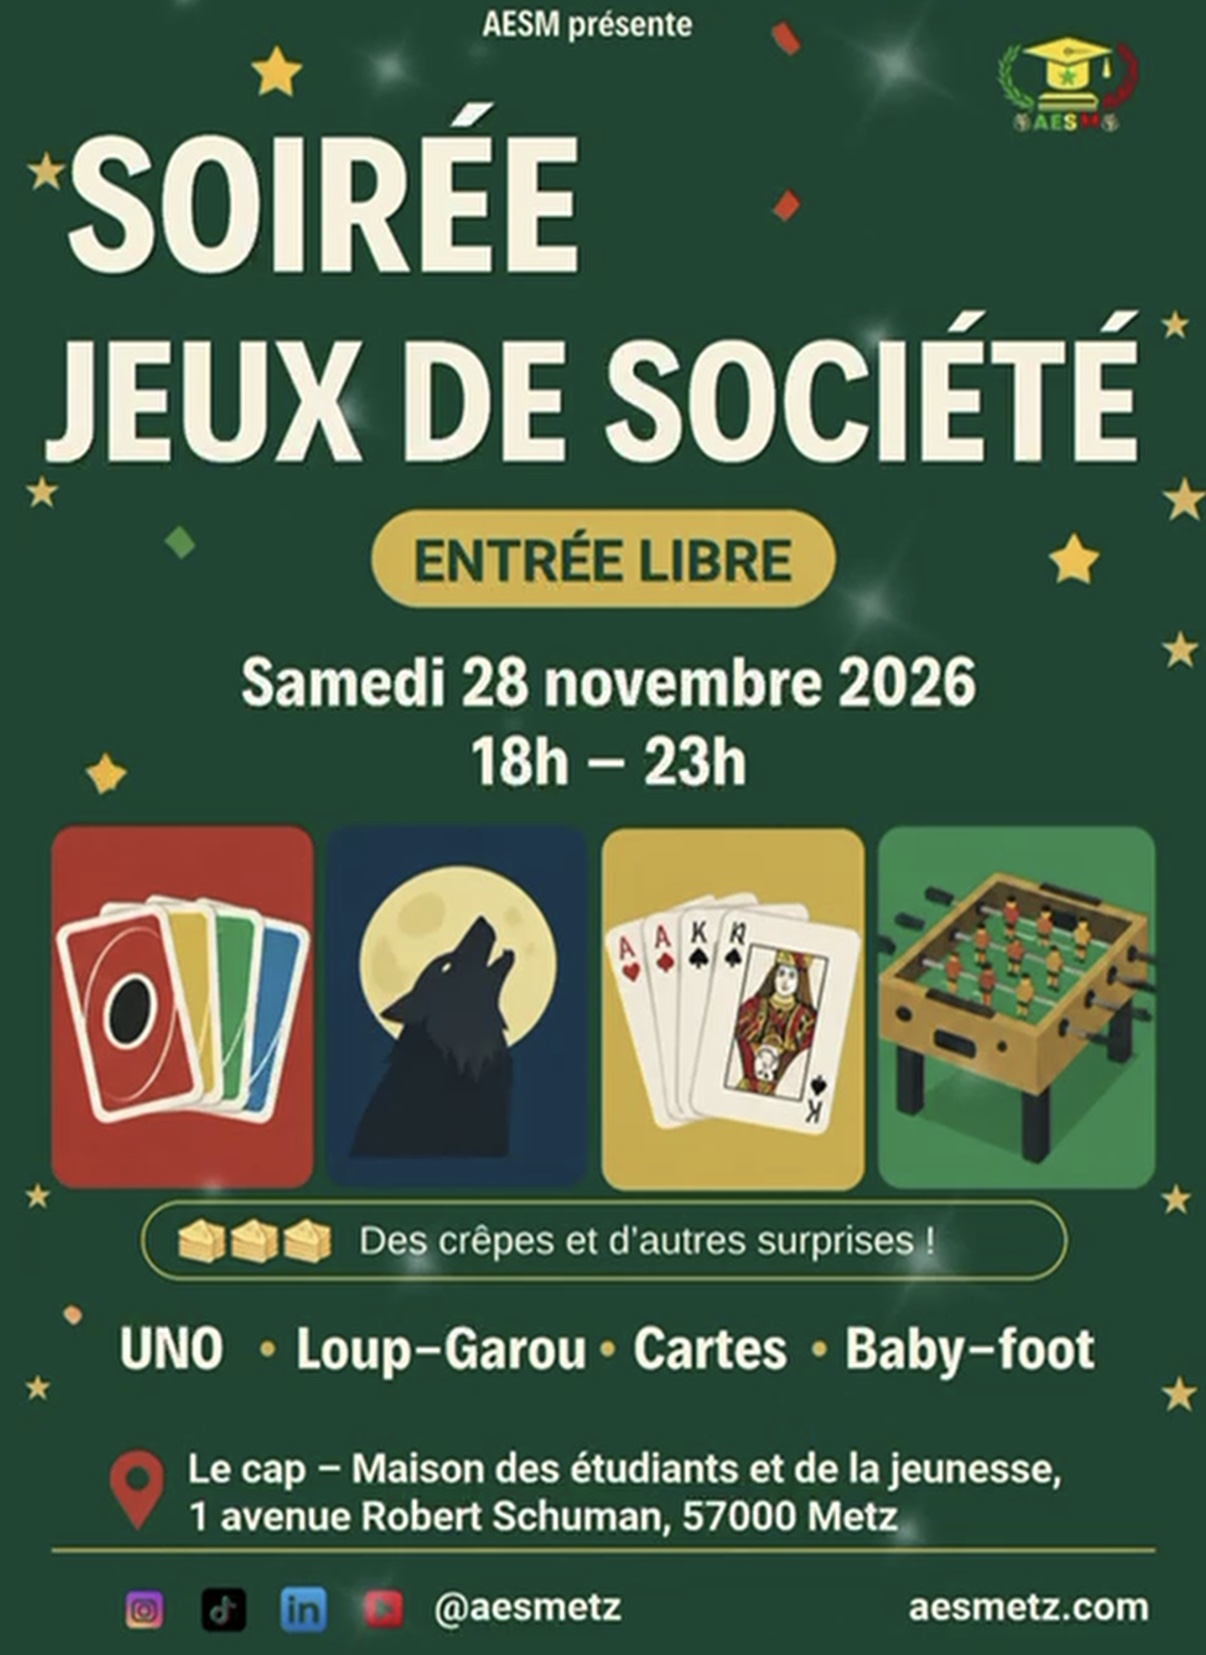 AESM présente
AESM
SOIRÉE
JEUX DE SOCIÉTÉ
ENTRÉE LIBRE
Samedi 28 novembre 2026
18h – 23h
A A K
K
Des crêpes et d'autres surprises !
UNO • Loup-Garou • Cartes • Baby-foot
Le cap – Maison des étudiants et de la jeunesse,
1 avenue Robert Schuman, 57000 Metz
in @aesmetz aesmetz.com